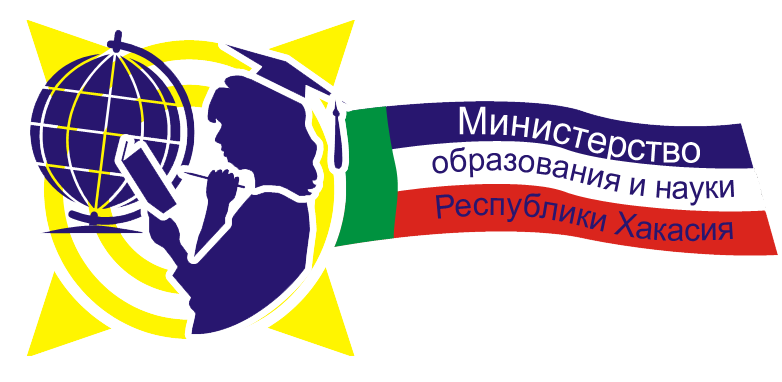 Министерство
образования и науки
Республики Хакасия